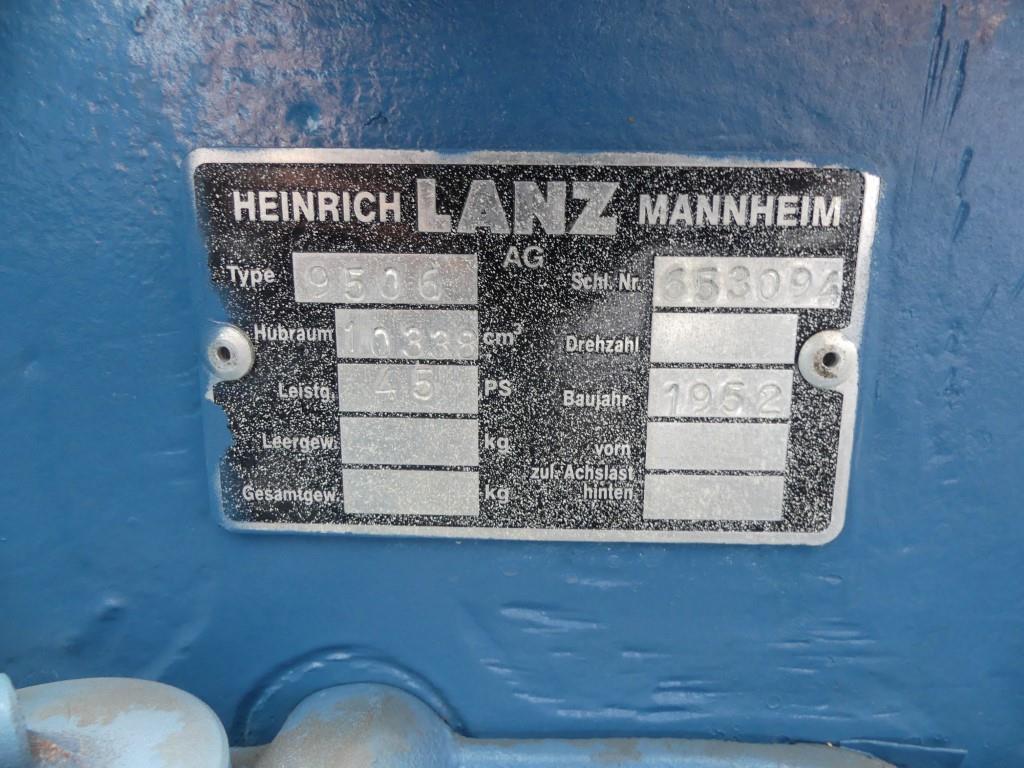 HEINRICH LANZ MANNHEIM
AG
Type 9506 Schl. Nr. 653094
Hubraum 10338 cm³ Drehzahl
Leistg. 45 PS Baujahr 1952
Leergew. kg vorn
zul. Achslast
Gesamtgew. kg hinten